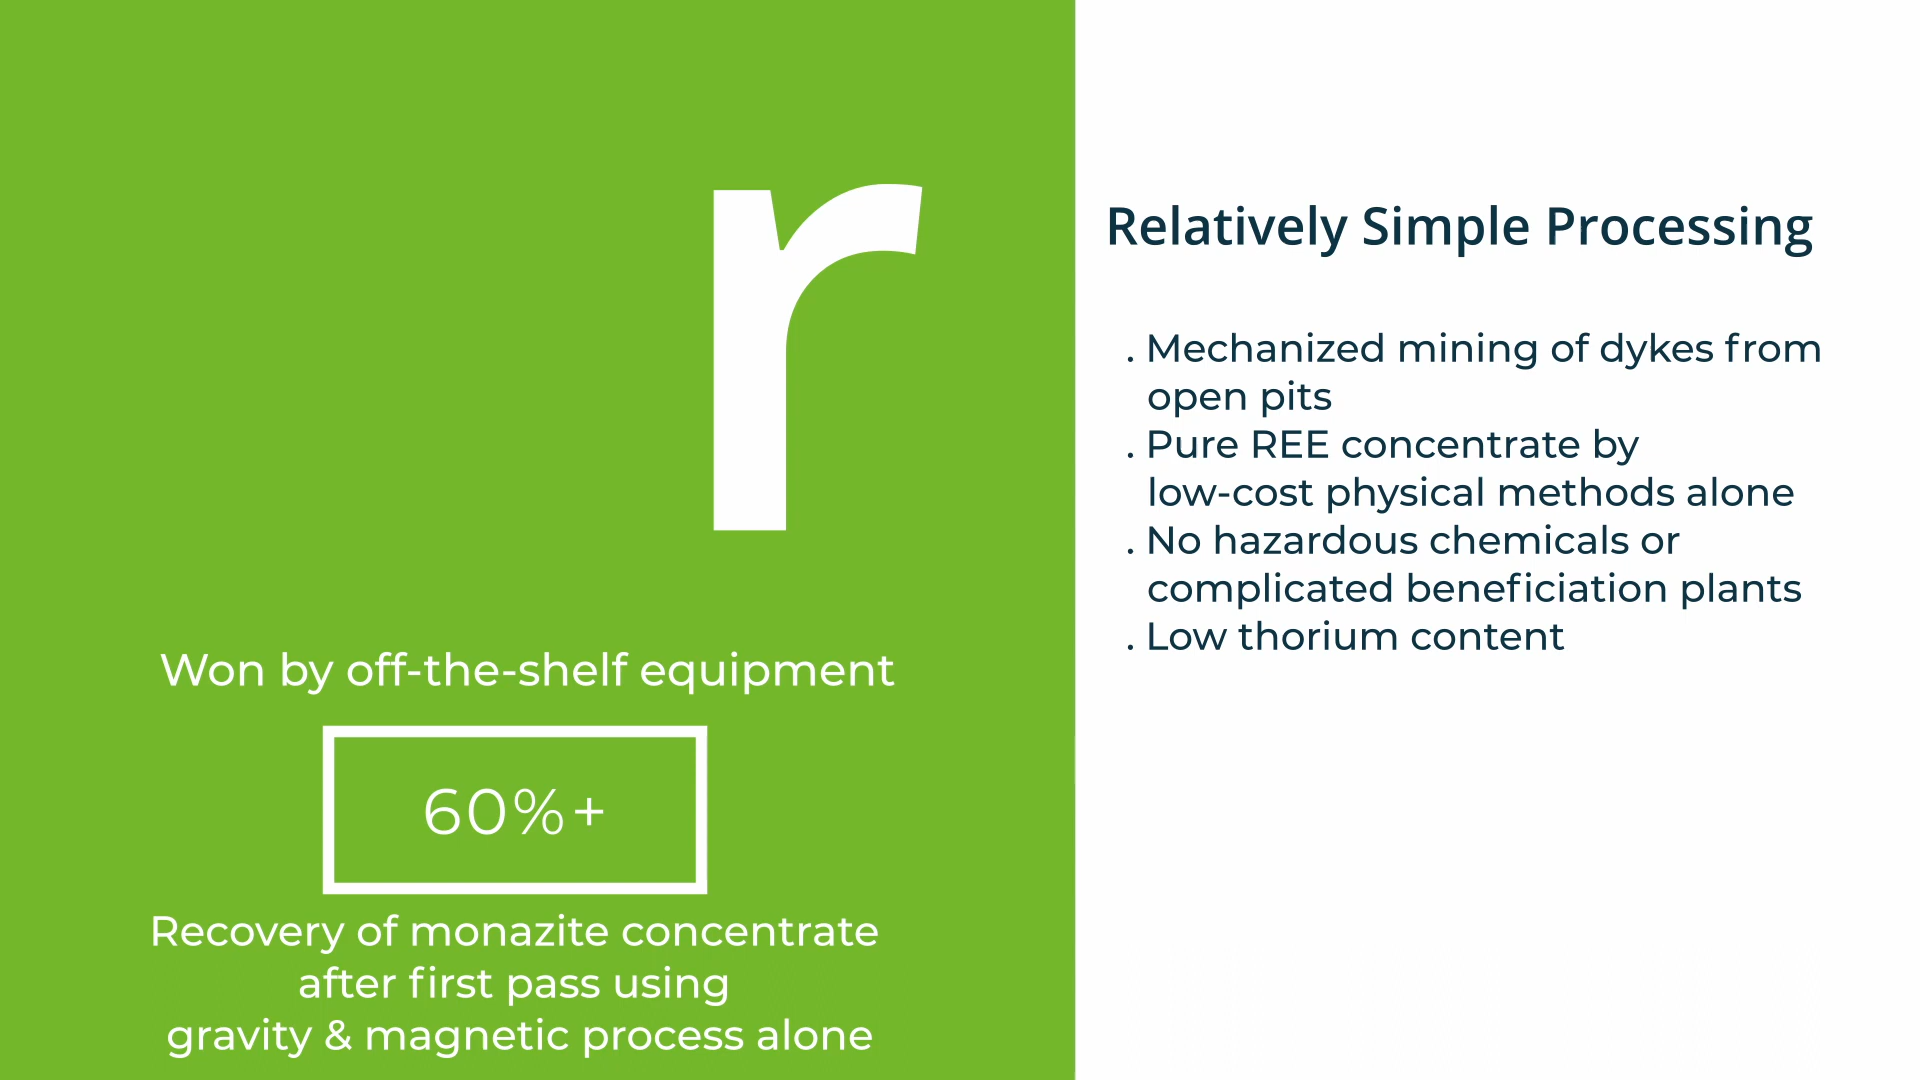 r
Won by off-the-shelf equipment
60%+
Recovery of monazite concentrate
after first pass using
gravity & magnetic process alone
Relatively Simple Processing
. Mechanized mining of dykes from
open pits
. Pure REE concentrate by
low-cost physical methods alone
. No hazardous chemicals or
complicated beneficiation plants
. Low thorium content